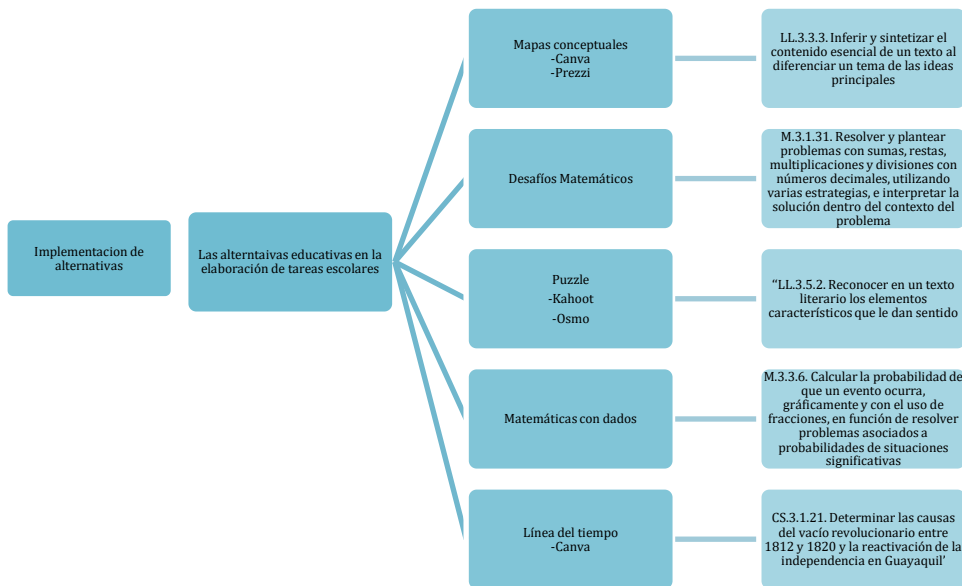 Implementacion de
alternativas
Las alterntaivas educativas en la
elaboración de tareas escolares
Mapas conceptuales
-Canva
-Prezzi
LL.3.3.3. Inferir y sintetizar el
contenido esencial de un texto al
diferenciar un tema de las ideas
principales
Desafíos Matemáticos
M.3.1.31. Resolver y plantear
problemas con sumas, restas,
multiplicaciones y divisiones con
números decimales, utilizando
varias estrategias, e interpretar la
solución dentro del contexto del
problema
Puzzle
-Kahoot
-Osmo
“LL.3.5.2. Reconocer en un texto
literario los elementos
característicos que le dan sentido
Matemáticas con dados
M.3.3.6. Calcular la probabilidad de
que un evento ocurra,
gráficamente y con el uso de
fracciones, en función de resolver
problemas asociados a
probabilidades de situaciones
significativas
Línea del tiempo
-Canva
CS.3.1.21. Determinar las causas
del vacío revolucionario entre
1812 y 1820 y la reactivación de la
independencia en Guayaquil’